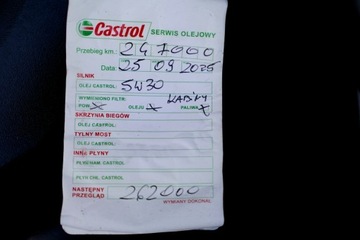 Castrol SERWIS OLEJOWY
Przebieg km.: 247000
Data: 25 09 2025
SILNIK
OLEJ CASTROL: 5W30
WYMIENIONO FILTR: KABINY
POW. X OLEJU X PALIWA X
SKRZYNIA BIEGÓW
OLEJ CASTROL:
TYLNY MOST
OLEJ CASTROL:
INNE PŁYNY
PŁYN HAM. CASTROL
PŁYN CHŁ. CASTROL
NASTĘPNY PRZEGLĄD 262000
WYMIANY DOKONAŁ